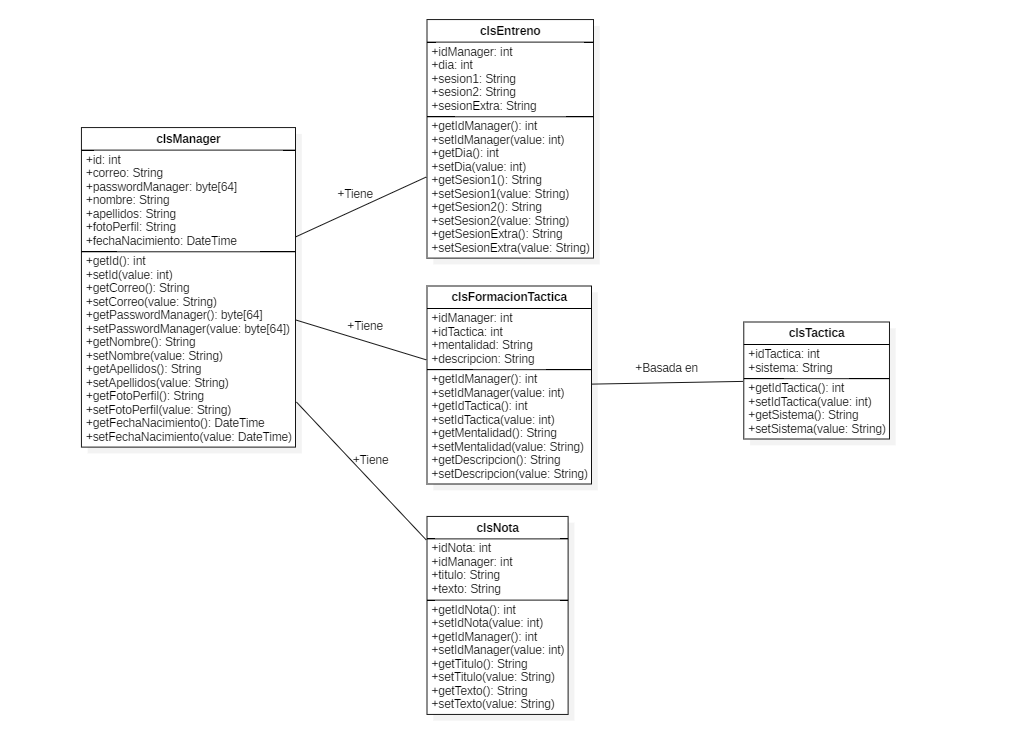 clsManager
+id: int
+correo: String
+passwordManager: byte[64]
+nombre: String
+apellidos: String
+fotoPerfil: String
+fechaNacimiento: DateTime
+getId(): int
+setId(value: int)
+getCorreo(): String
+setCorreo(value: String)
+getPasswordManager(): byte[64]
+setPasswordManager(value: byte[64])
+getNombre(): String
+setNombre(value: String)
+getApellidos(): String
+setApellidos(value: String)
+getFotoPerfil(): String
+setFotoPerfil(value: String)
+getFechaNacimiento(): DateTime
+setFechaNacimiento(value: DateTime)
+Tiene
+Tiene
+Tiene
clsEntreno
+idManager: int
+dia: int
+sesion1: String
+sesion2: String
+sesionExtra: String
+getIdManager(): int
+setIdManager(value: int)
+getDia(): int
+setDia(value: int)
+getSesion1(): String
+setSesion1(value: String)
+getSesion2(): String
+setSesion2(value: String)
+getSesionExtra(): String
+setSesionExtra(value: String)
clsFormacionTactica
+idManager: int
+idTactica: int
+mentalidad: String
+descripcion: String
+getIdManager(): int
+setIdManager(value: int)
+getIdTactica(): int
+setIdTactica(value: int)
+getMentalidad(): String
+setMentalidad(value: String)
+getDescripcion(): String
+setDescripcion(value: String)
+Basada en
clsTactica
+idTactica: int
+sistema: String
+getIdTactica(): int
+setIdTactica(value: int)
+getSistema(): String
+setSistema(value: String)
clsNota
+idNota: int
+idManager: int
+titulo: String
+texto: String
+getIdNota(): int
+setIdNota(value: int)
+getIdManager(): int
+setIdManager(value: int)
+getTitulo(): String
+setTitulo(value: String)
+getTexto(): String
+setTexto(value: String)